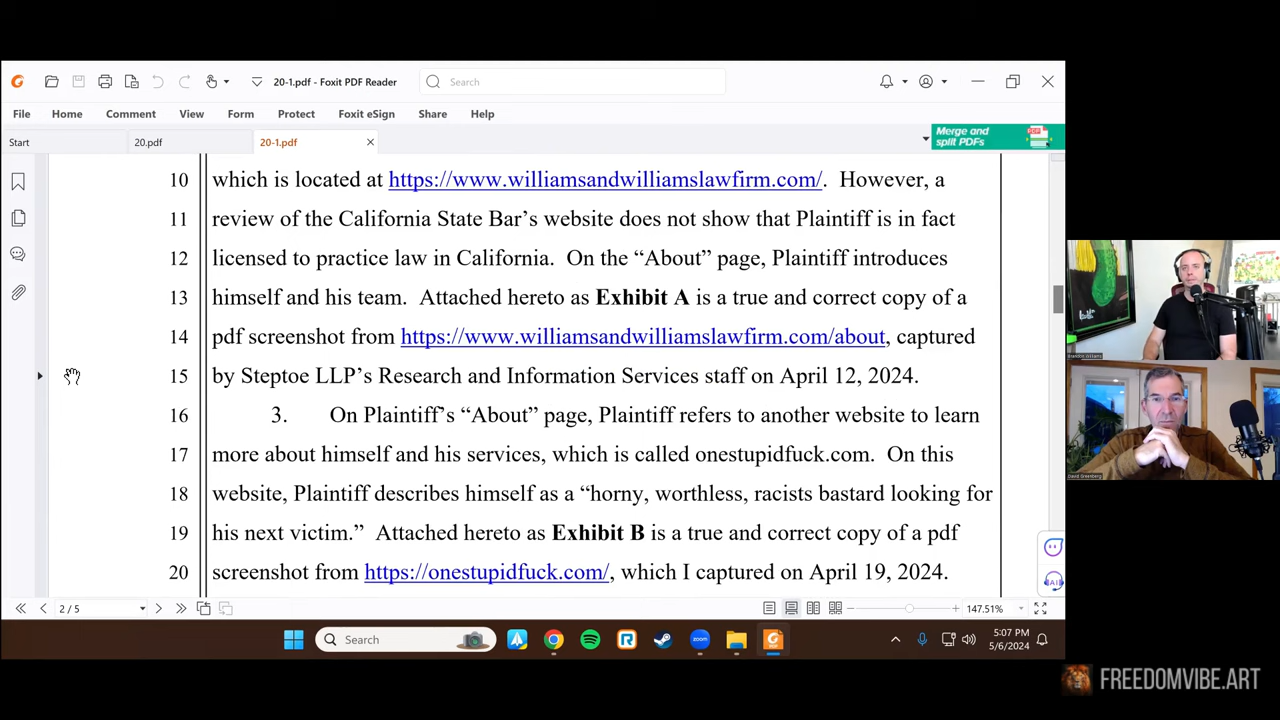 20-1.pdf - Foxit PDF Reader
Search
File Home Comment View Form Protect Foxit eSign Share Help
Start 20.pdf 20-1.pdf
Merge and
split PDFs
10 which is located at https://www.williamsandwilliamslawfirm.com/. However, a
11 review of the California State Bar’s website does not show that Plaintiff is in fact
12 licensed to practice law in California. On the “About” page, Plaintiff introduces
13 himself and his team. Attached hereto as Exhibit A is a true and correct copy of a
14 pdf screenshot from https://www.williamsandwilliamslawfirm.com/about, captured
15 by Steptoe LLP’s Research and Information Services staff on April 12, 2024.
16 3. On Plaintiff’s “About” page, Plaintiff refers to another website to learn
17 more about himself and his services, which is called onestupidfuck.com. On this
18 website, Plaintiff describes himself as a “horny, worthless, racists bastard looking for
19 his next victim.” Attached hereto as Exhibit B is a true and correct copy of a pdf
20 screenshot from https://onestupidfuck.com/, which I captured on April 19, 2024.
Brandon Williams
David Greenberg
AI
2 / 5
147.51%
Search
zoom
5:07 PM
5/6/2024
FREEDOMVIBE.ART